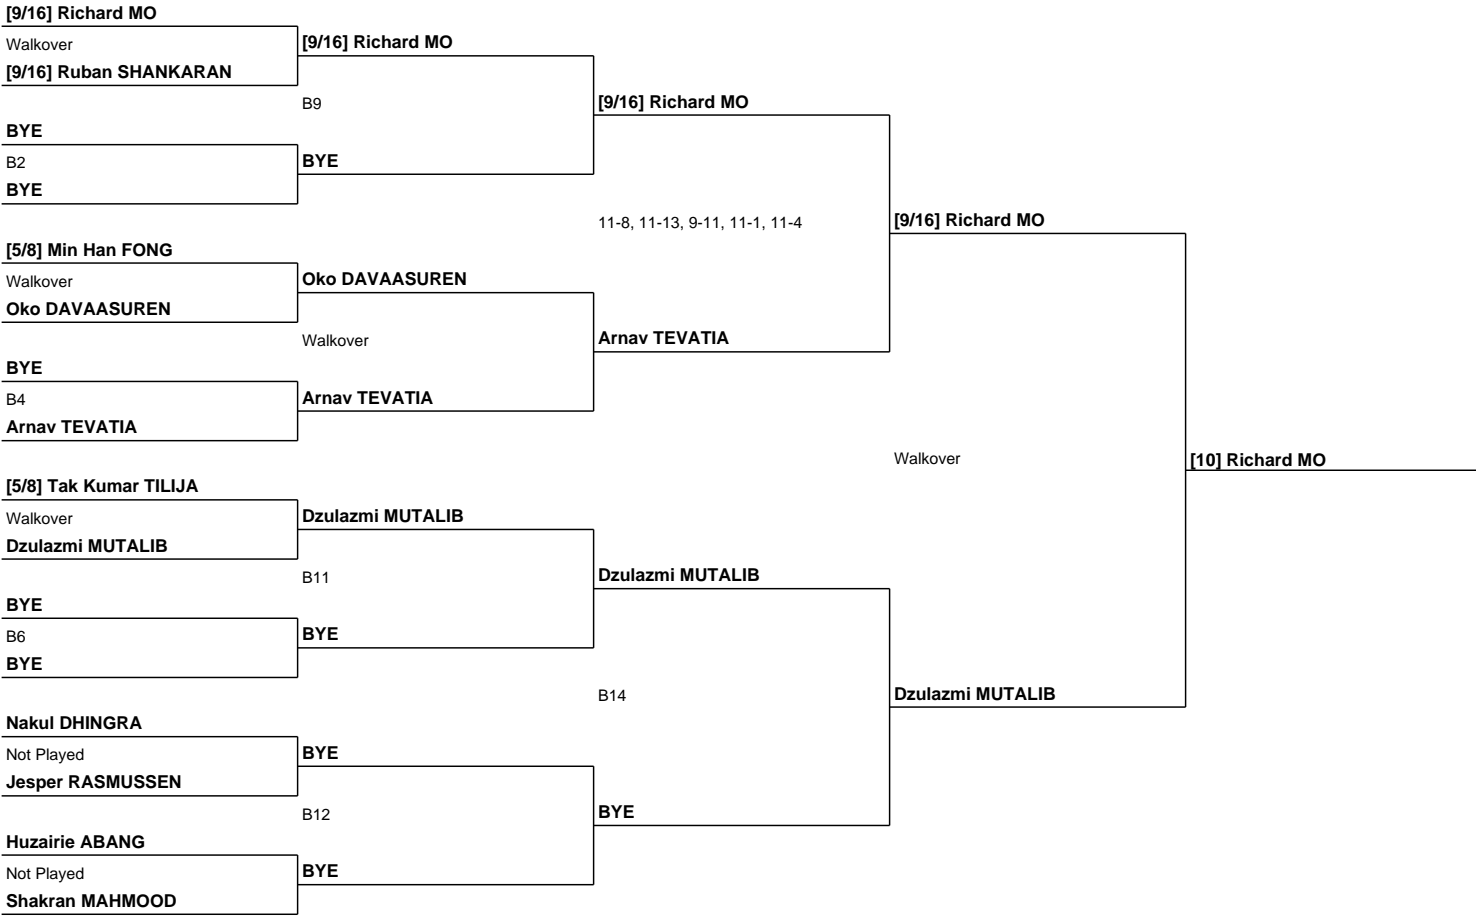 [9/16] Richard MO
Walkover
[9/16] Ruban SHANKARAN
BYE
B2
BYE
[5/8] Min Han FONG
Walkover
Oko DAVAASUREN
BYE
B4
Arnav TEVATIA
[5/8] Tak Kumar TILIJA
Walkover
Dzulazmi MUTALIB
BYE
B6
BYE
Nakul DHINGRA
Not Played
Jesper RASMUSSEN
Huzairie ABANG
Not Played
Shakran MAHMOOD
[9/16] Richard MO
B9
BYE
Oko DAVAASUREN
Walkover
Arnav TEVATIA
Dzulazmi MUTALIB
B11
BYE
BYE
B12
BYE
[9/16] Richard MO
11-8, 11-13, 9-11, 11-1, 11-4
Arnav TEVATIA
Dzulazmi MUTALIB
B14
BYE
[9/16] Richard MO
Walkover
Dzulazmi MUTALIB
[10] Richard MO